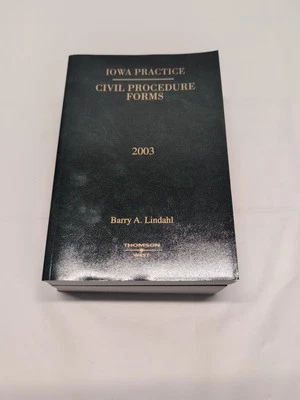 IOWA PRACTICE
CIVIL PROCEDURE
FORMS
2003
Barry A. Lindahl
THOMSON
WEST